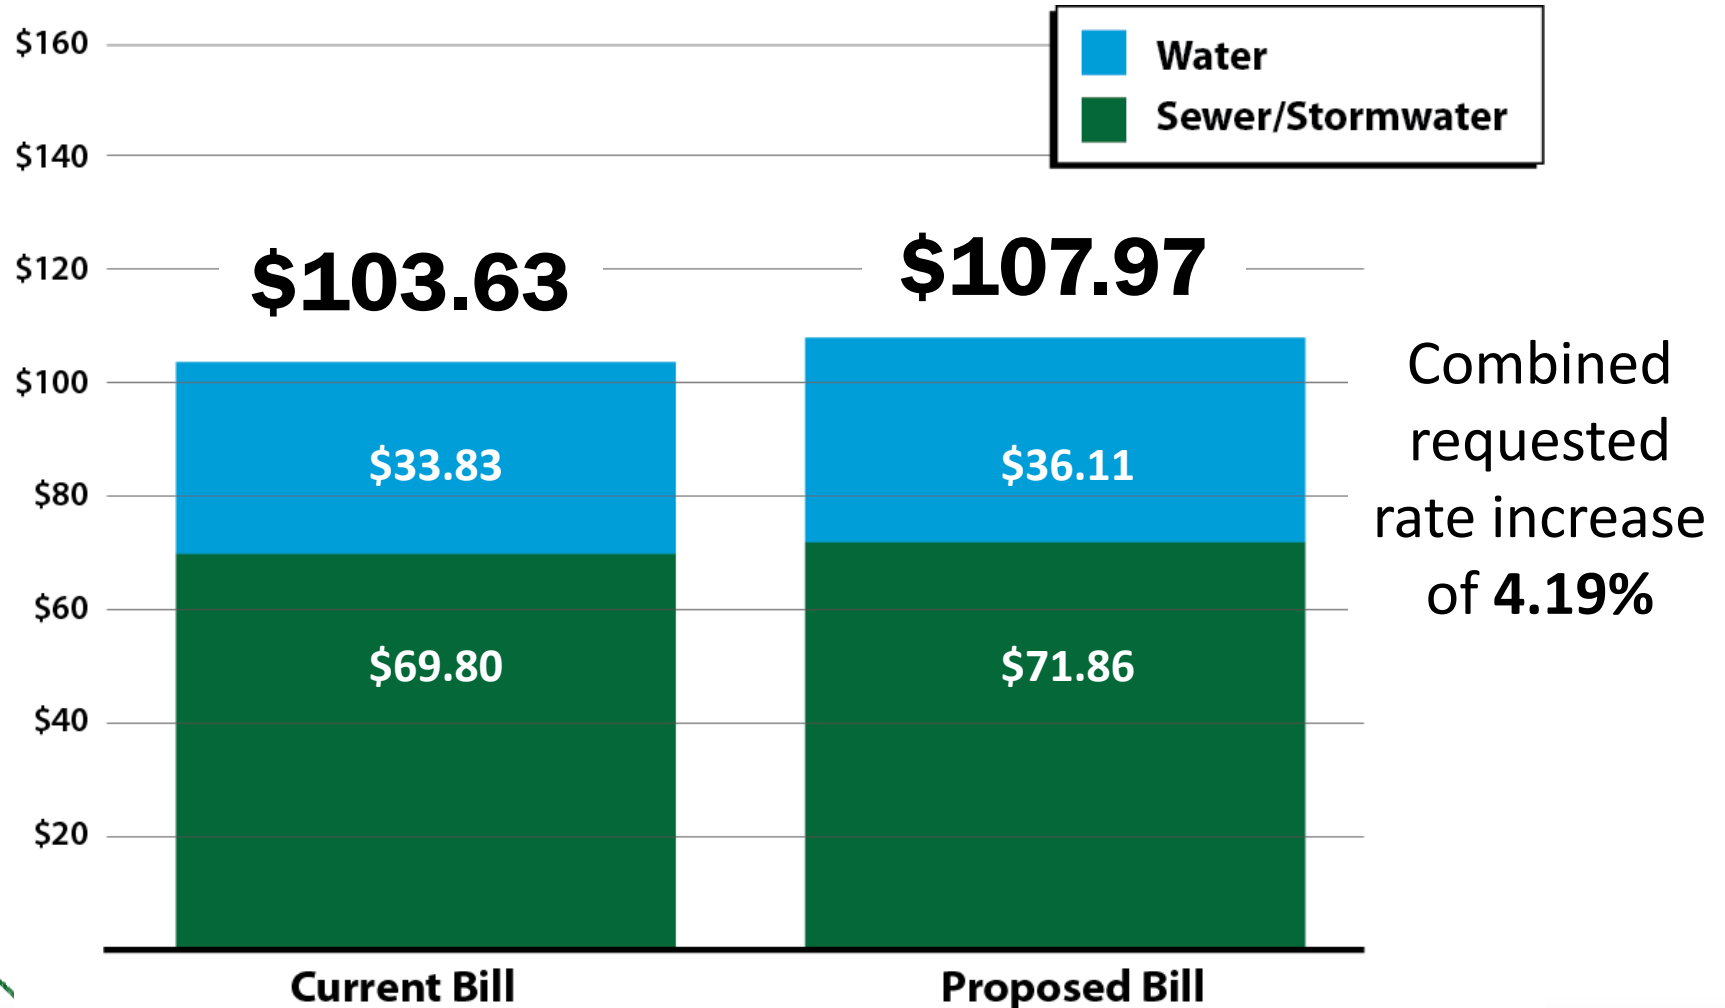 Water
Sewer/Stormwater
$160
$140
$120
$100
$80
$60
$40
$20
$103.63
$107.97
$33.83
$36.11
$69.80
$71.86
Combined
requested
rate increase
of 4.19%
Current Bill
Proposed Bill